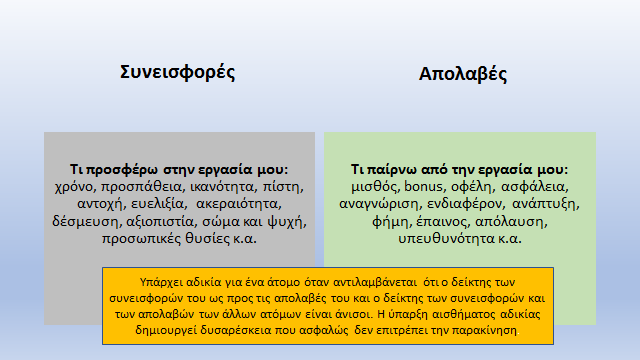 Συνεισφορές
Απολαβές
Τι προσφέρω στην εργασία μου:
χρόνο, προσπάθεια, ικανότητα, πίστη,
αντοχή, ευελιξία, ακεραιότητα,
δέσμευση, αξιοπιστία, σώμα και ψυχή,
προσωπικές θυσίες κ.α.
Τι παίρνω από την εργασία μου:
μισθός, bonus, οφέλη, ασφάλεια,
αναγνώριση, ενδιαφέρον, ανάπτυξη,
φήμη, έπαινος, απόλαυση,
υπευθυνότητα κ.α.
Υπάρχει αδικία για ένα άτομο όταν αντιλαμβάνεται ότι ο δείκτης των
συνεισφορών του ως προς τις απολαβές του και ο δείκτης των συνεισφορών και
των απολαβών των άλλων ατόμων είναι άνισοι. Η ύπαρξη αισθήματος αδικίας
δημιουργεί δυσαρέσκεια που ασφαλώς δεν επιτρέπει την παρακίνηση